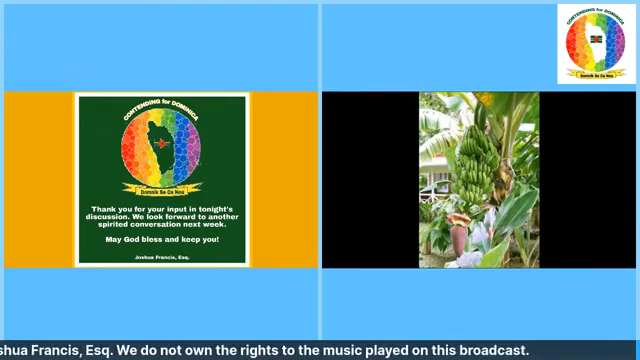 CONTENDING for DOMINICA
Domnik Se Ca Nou
Thank you for your input in tonight's
discussion. We look forward to another
spirited conversation next week.
May God bless and keep you!
Joshua Francis, Esq.
CONTENDING for DOMINICA
Domnik Se Ca Nou
shua Francis, Esq. We do not own the rights to the music played on this broadcast.